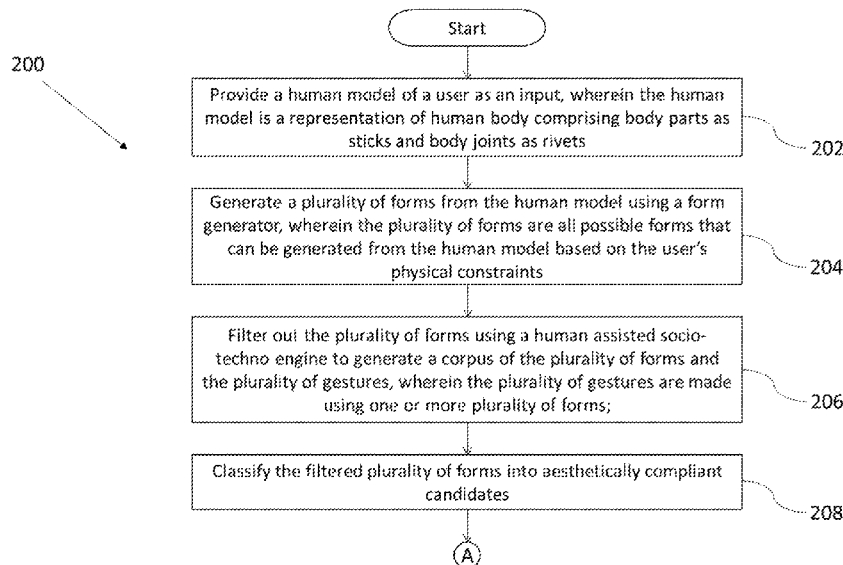 Start
200
Provide a human model of a user as an input, wherein the human
model is a representation of human body comprising body parts as
sticks and body joints as rivets
202
Generate a plurality of forms from the human model using a form
generator, wherein the plurality of forms are all possible forms that
can be generated from the human model based on the user's
physical constraints
204
Filter out the plurality of forms using a human assisted socio-
techno engine to generate a corpus of the plurality of forms and
the plurality of gestures, wherein the plurality of gestures are made
using one or more plurality of forms;
206
Classify the filtered plurality of forms into aesthetically compliant
candidates
208
A